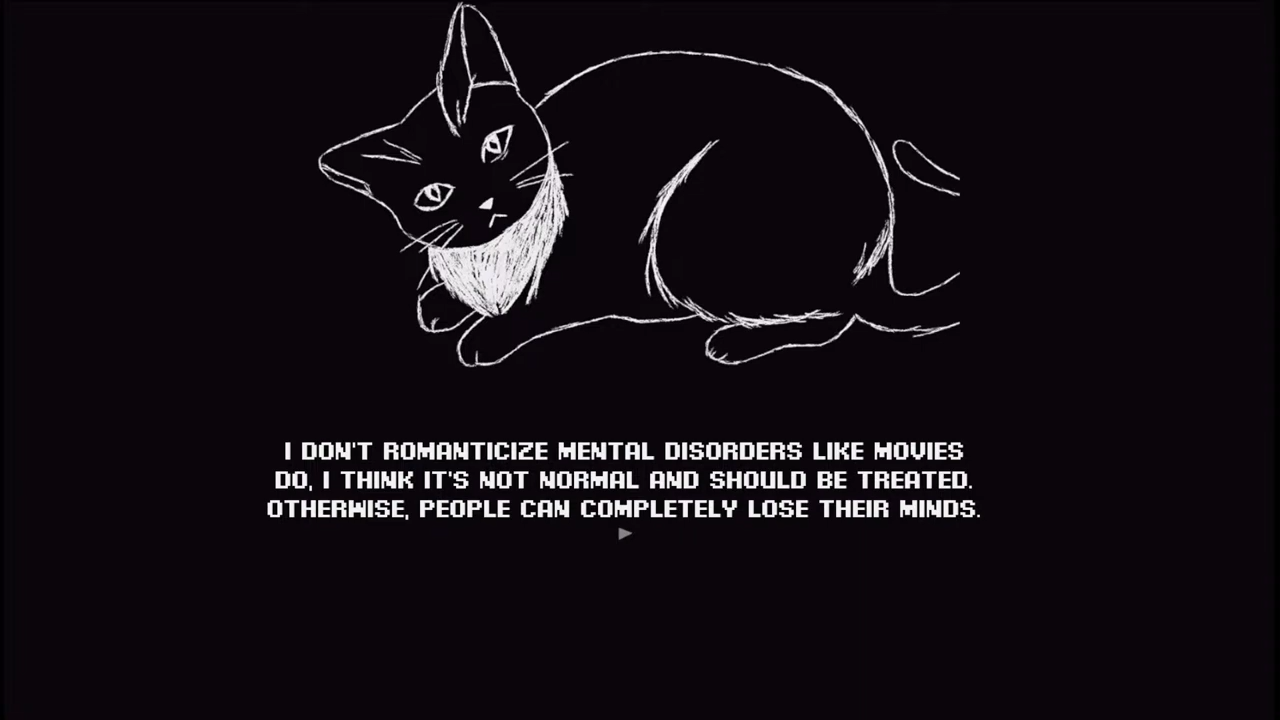 I DON'T ROMANTICIZE MENTAL DISORDERS LIKE MOVIES
DO, I THINK IT'S NOT NORMAL AND SHOULD BE TREATED.
OTHERWISE, PEOPLE CAN COMPLETELY LOSE THEIR MINDS.